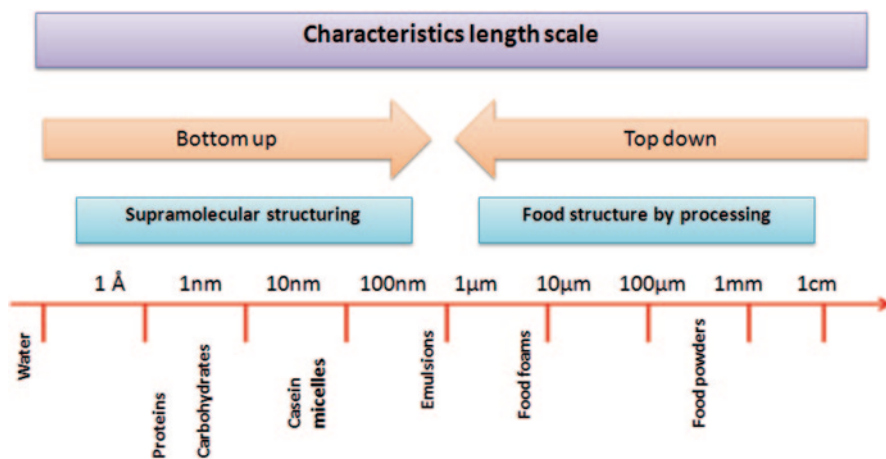 Characteristics length scale
Bottom up
Top down
Supramolecular structuring
Food structure by processing
1 Å
1nm
10nm
100nm
1μm
10μm
100μm
1mm
1cm
Water
Proteins
Carbohydrates
Casein
micelles
Emulsions
Food foams
Food powders